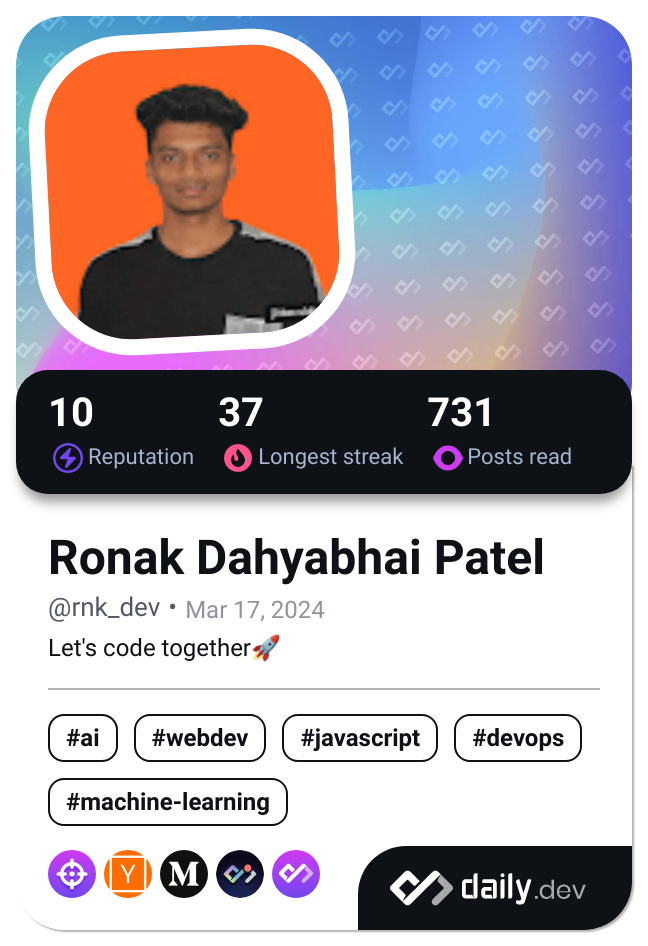 10 37 731
Reputation Longest streak Posts read
Ronak Dahyabhai Patel
@rnk_dev • Mar 17, 2024
Let's code together🚀
#ai #webdev #javascript #devops
#machine-learning
Y M daily.dev